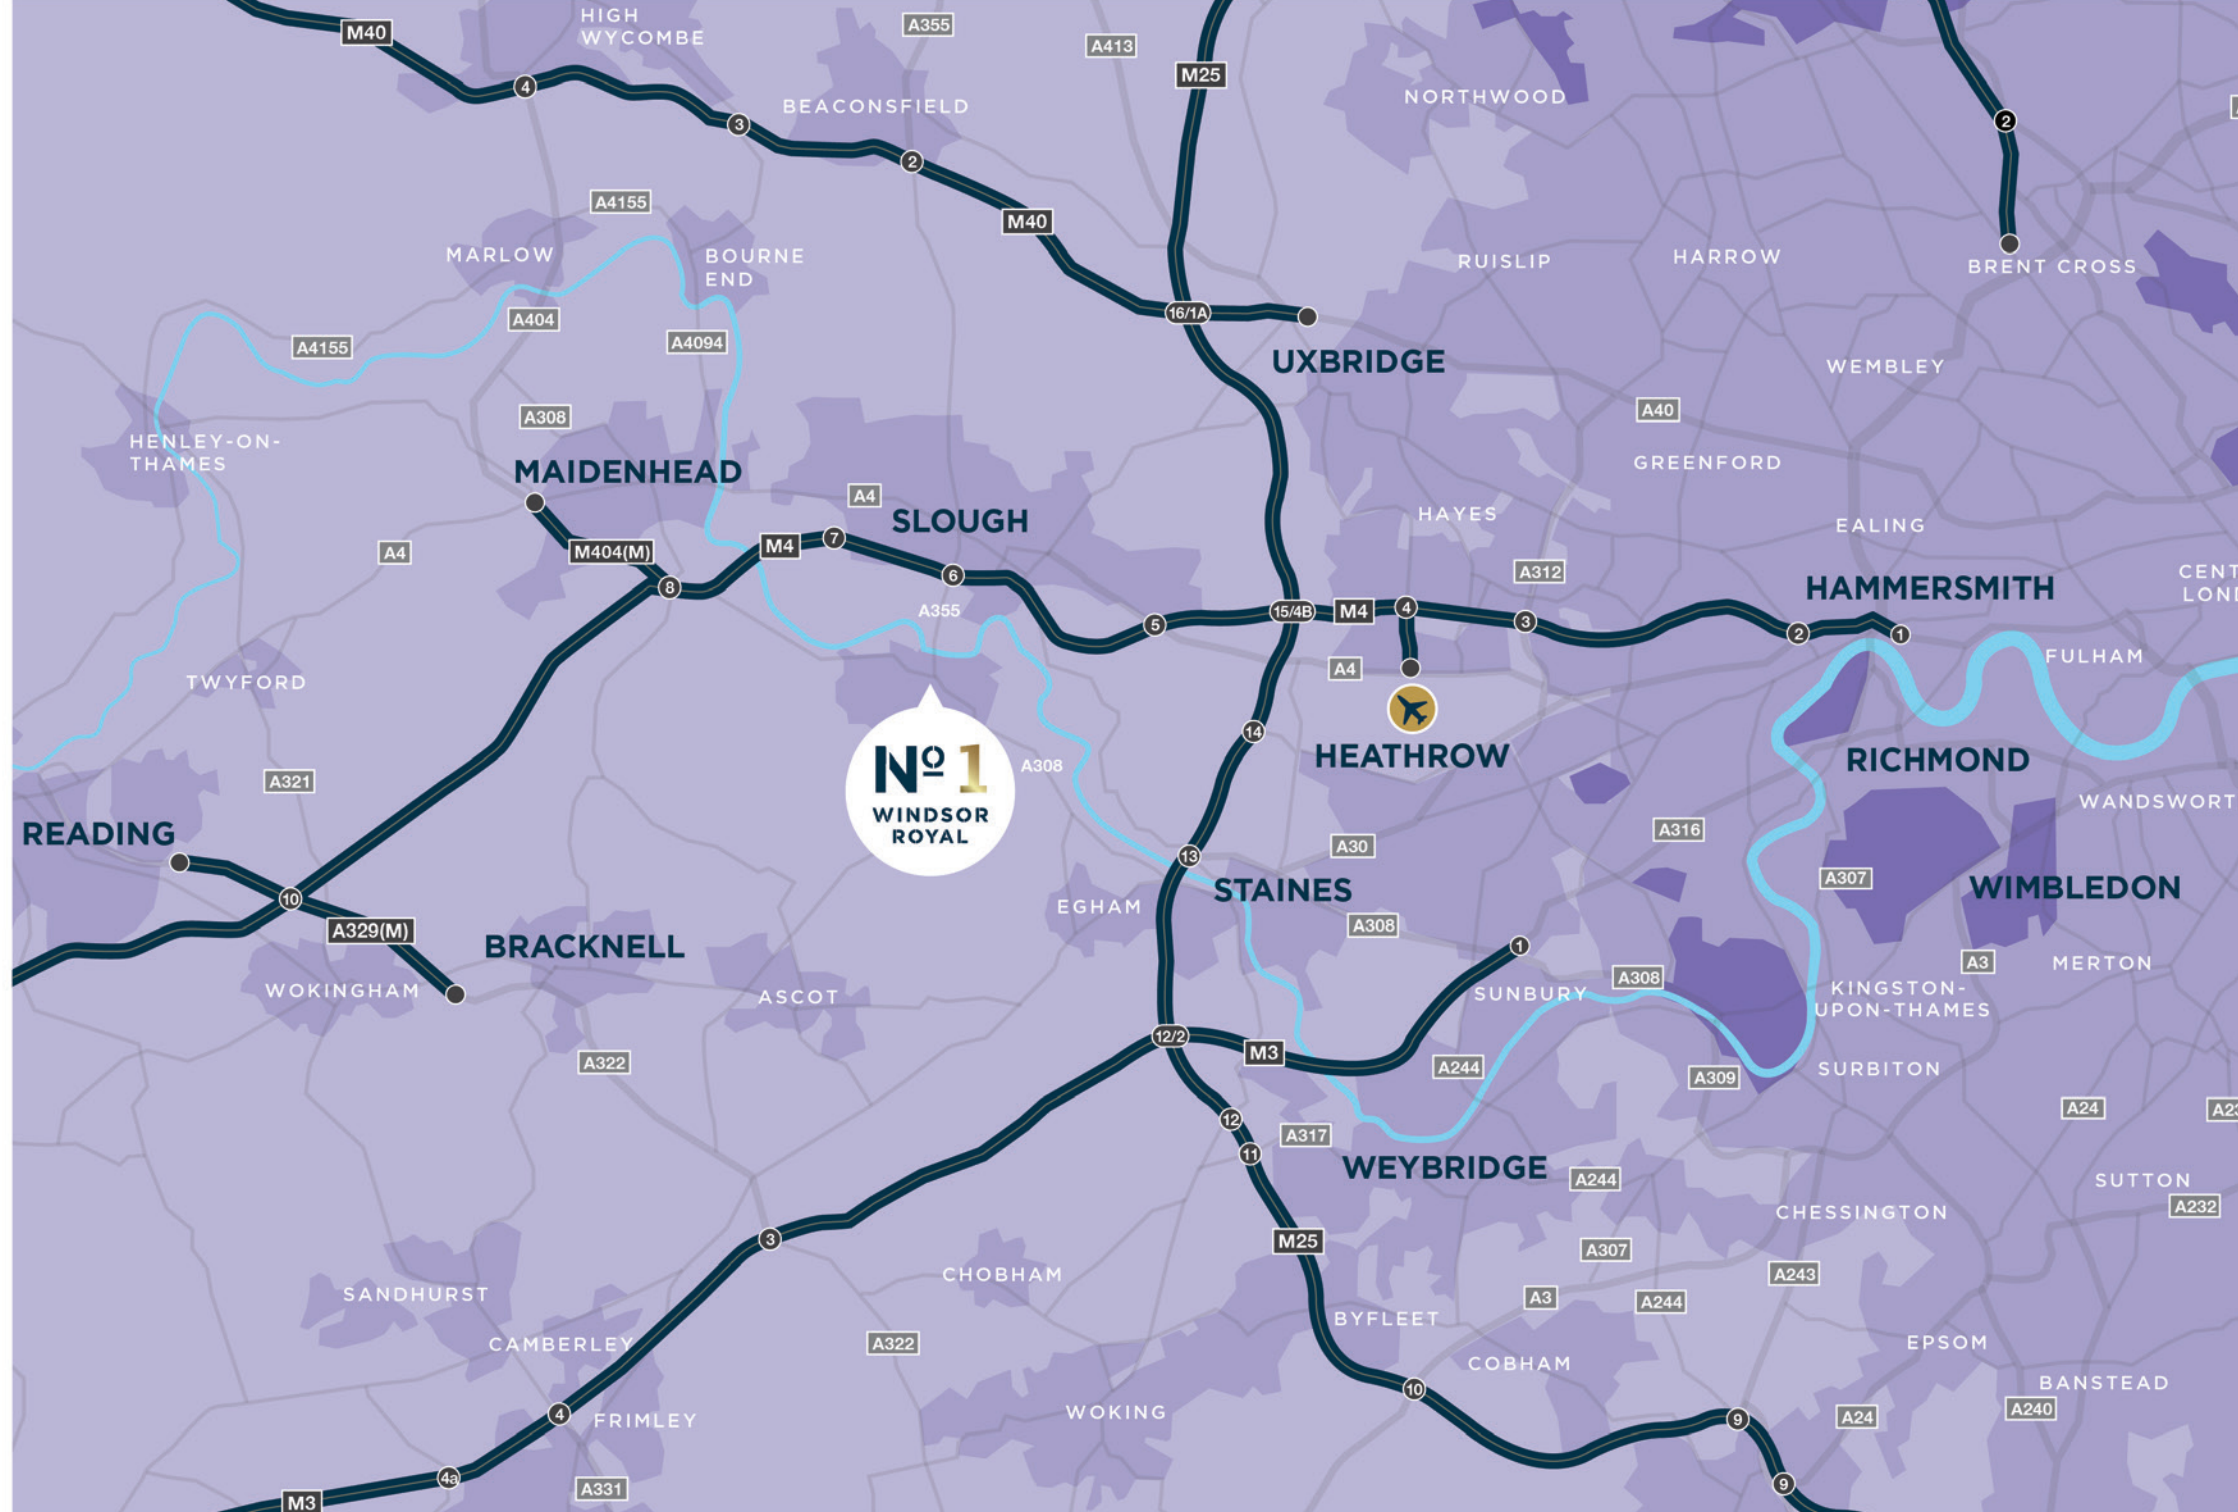 HIGH
WYCOMBE
M40
A355
A413
M25
4
3
BEACONSFIELD
NORTHWOOD
2
2
A4155
M40
MARLOW
BOURNE
END
RUISLIP
HARROW
BRENT CROSS
A404
A4155
A4094
16/1A
UXBRIDGE
WEMBLEY
A308
A40
HENLEY-ON-
THAMES
MAIDENHEAD
GREENFORD
A4
SLOUGH
HAYES
EALING
A4
M404(M)
M4
7
6
8
A312
HAMMERSMITH
A355
5
15/4B
M4
4
3
2
1
FULHAM
A4
TWYFORD
14
HEATHROW
RICHMOND
Nº1
WINDSOR
ROYAL
A308
A321
READING
WANDSWORT
A316
A30
13
STAINES
A307
WIMBLEDON
10
A329(M)
EGHAM
A308
BRACKNELL
1
WOKINGHAM
ASCOT
SUNBURY
A308
A3
MERTON
KINGSTON-
UPON-THAMES
12/2
M3
A322
A244
A309
SURBITON
12
11
A317
A24
WEYBRIDGE
A244
SUTTON
A232
CHESSINGTON
3
M25
A307
CHOBHAM
A243
SANDHURST
A3
A244
BYFLEET
CAMBERLEY
A322
EPSOM
COBHAM
10
BANSTEAD
4
FRIMLEY
WOKING
9
A24
A240
4a
A331
9
M3